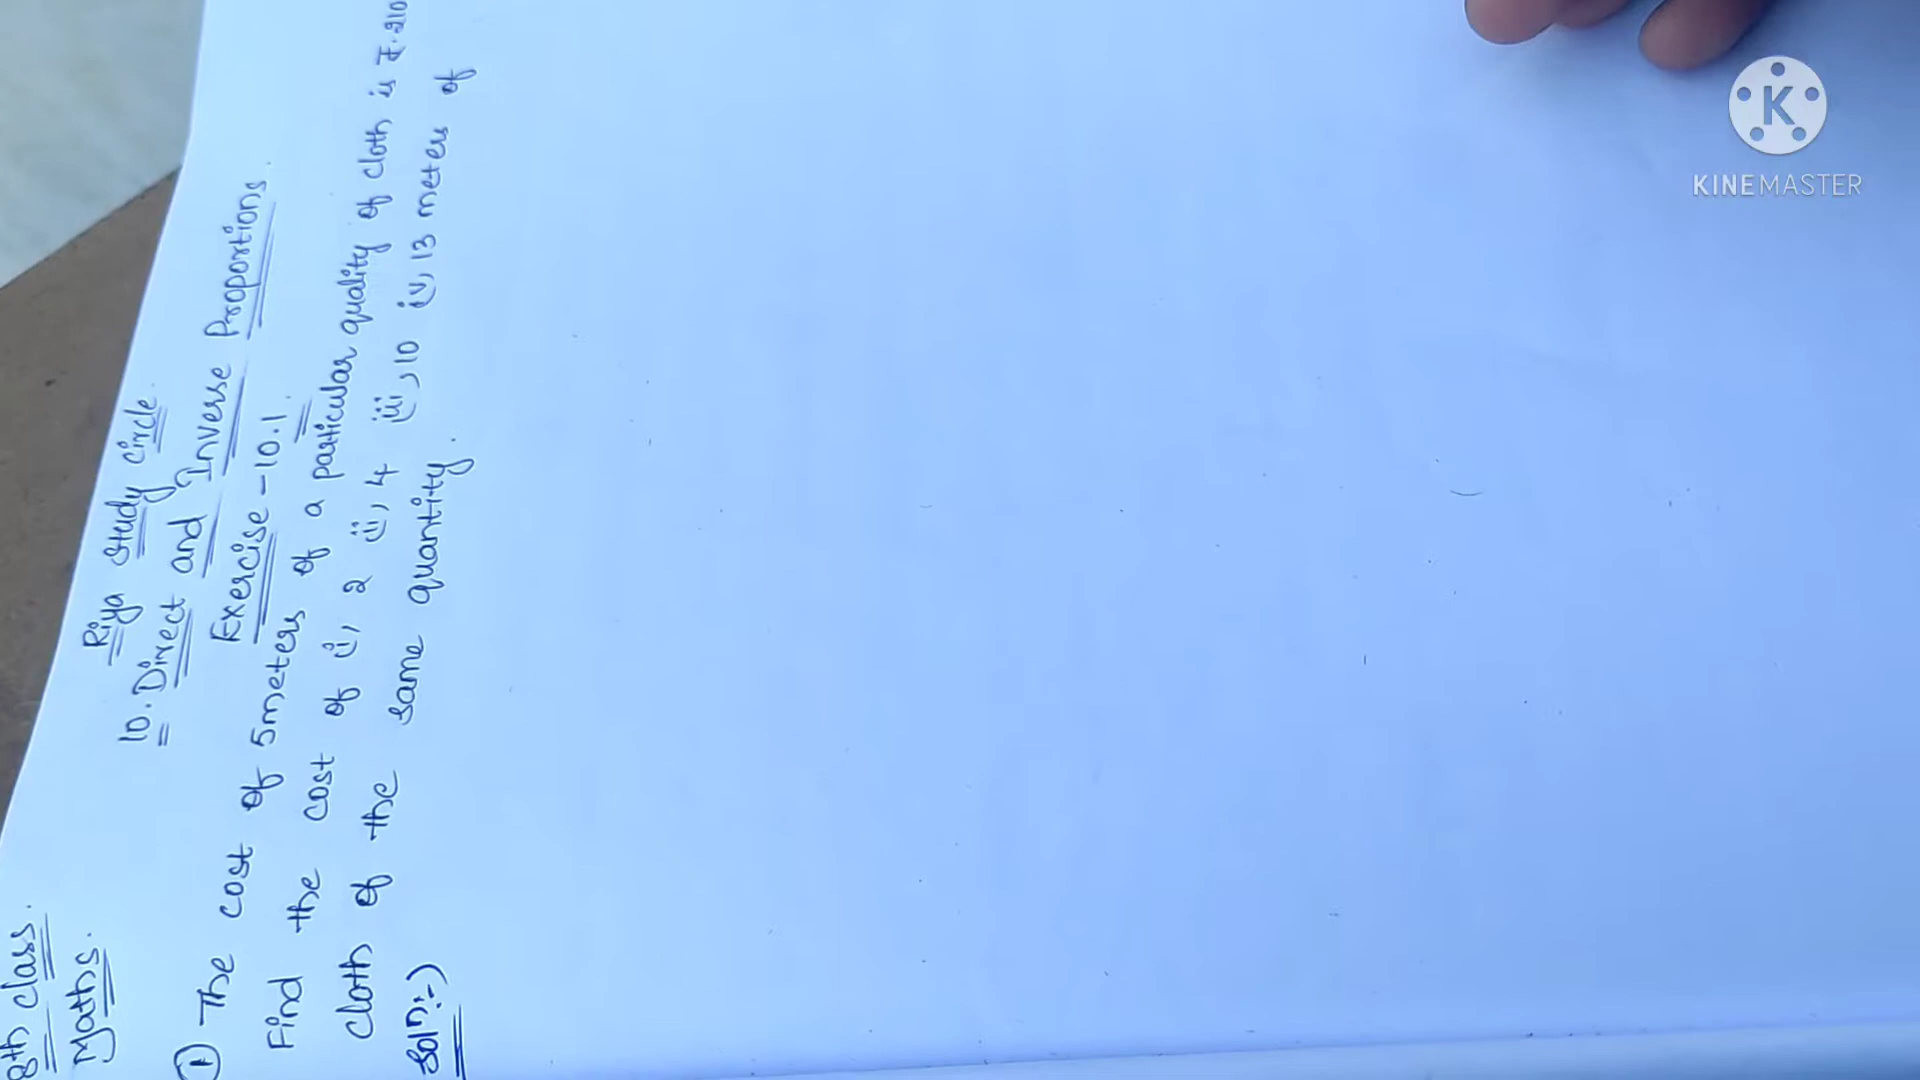 8th class.
Maths.
Riya study circle.
10. Direct and Inverse Proportions.
Exercise - 10.1.
① The cost of 5meters of a particular quality of cloth is ₹.210
Find the cost of (i), 2 (ii), 4 (iii), 10 (iv), 13 meters of
cloth of the same quantity.
Soln:-)
KINEMASTER